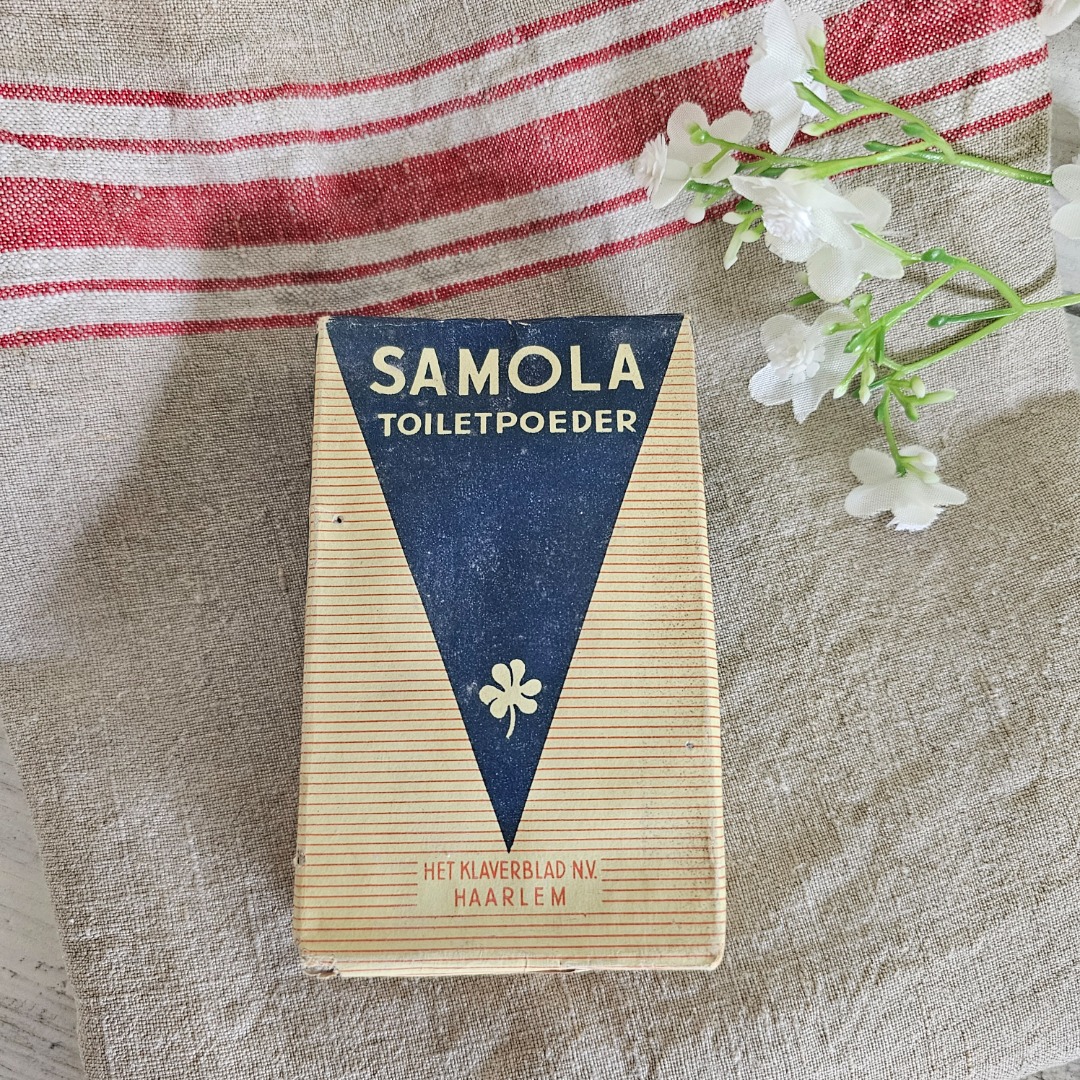 SAMOLA
TOILETPOEDER
HET KLAVERBLAD N.V.
HAARLEM